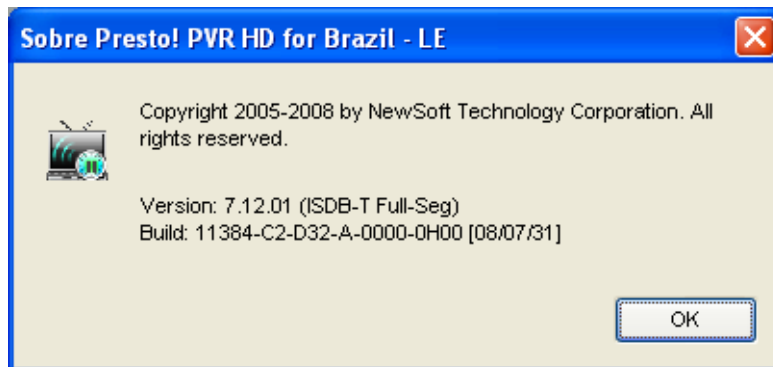 Sobre Presto! PVR HD for Brazil - LE
Copyright 2005-2008 by NewSoft Technology Corporation. All
rights reserved.
Version: 7.12.01 (ISDB-T Full-Seg)
Build: 11384-C2-D32-A-0000-0H00 [08/07/31]
OK